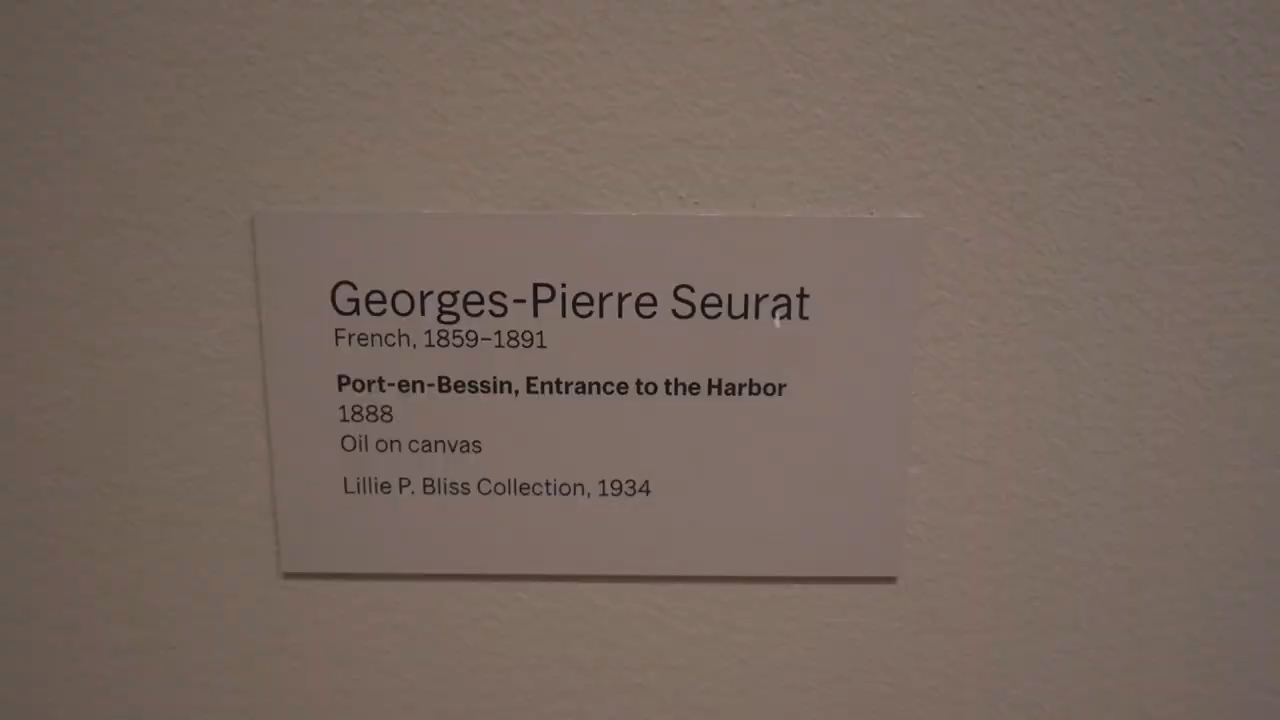 Georges-Pierre Seurat
French, 1859–1891
Port-en-Bessin, Entrance to the Harbor
1888
Oil on canvas
Lillie P. Bliss Collection, 1934